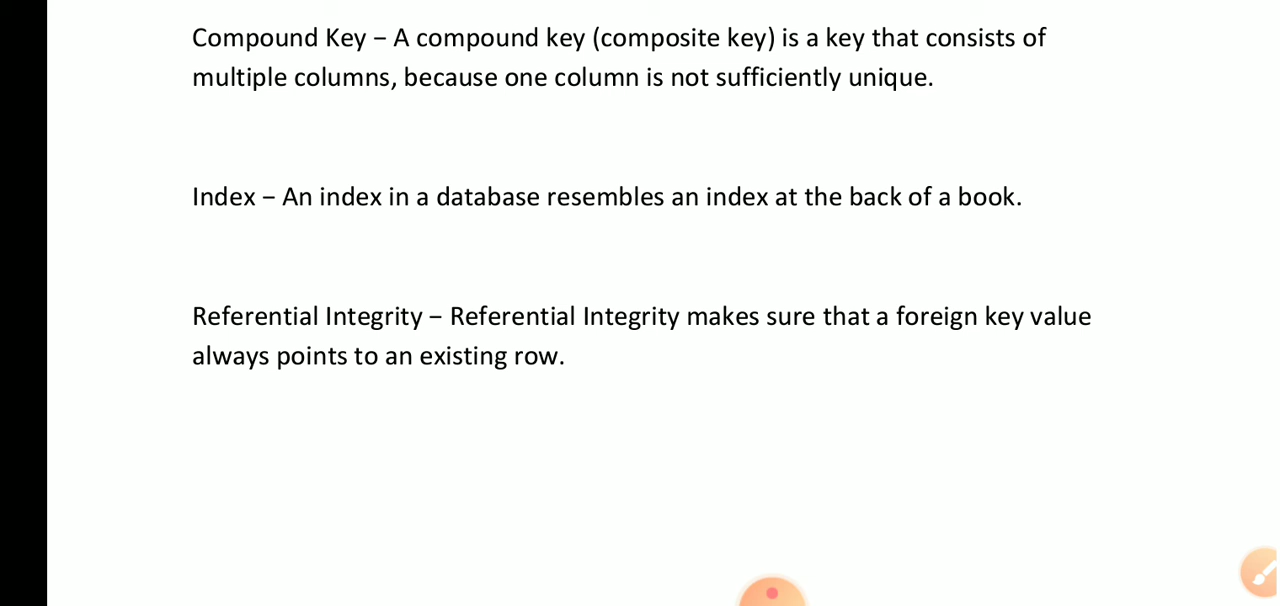 Compound Key – A compound key (composite key) is a key that consists of
multiple columns, because one column is not sufficiently unique.
Index – An index in a database resembles an index at the back of a book.
Referential Integrity – Referential Integrity makes sure that a foreign key value
always points to an existing row.